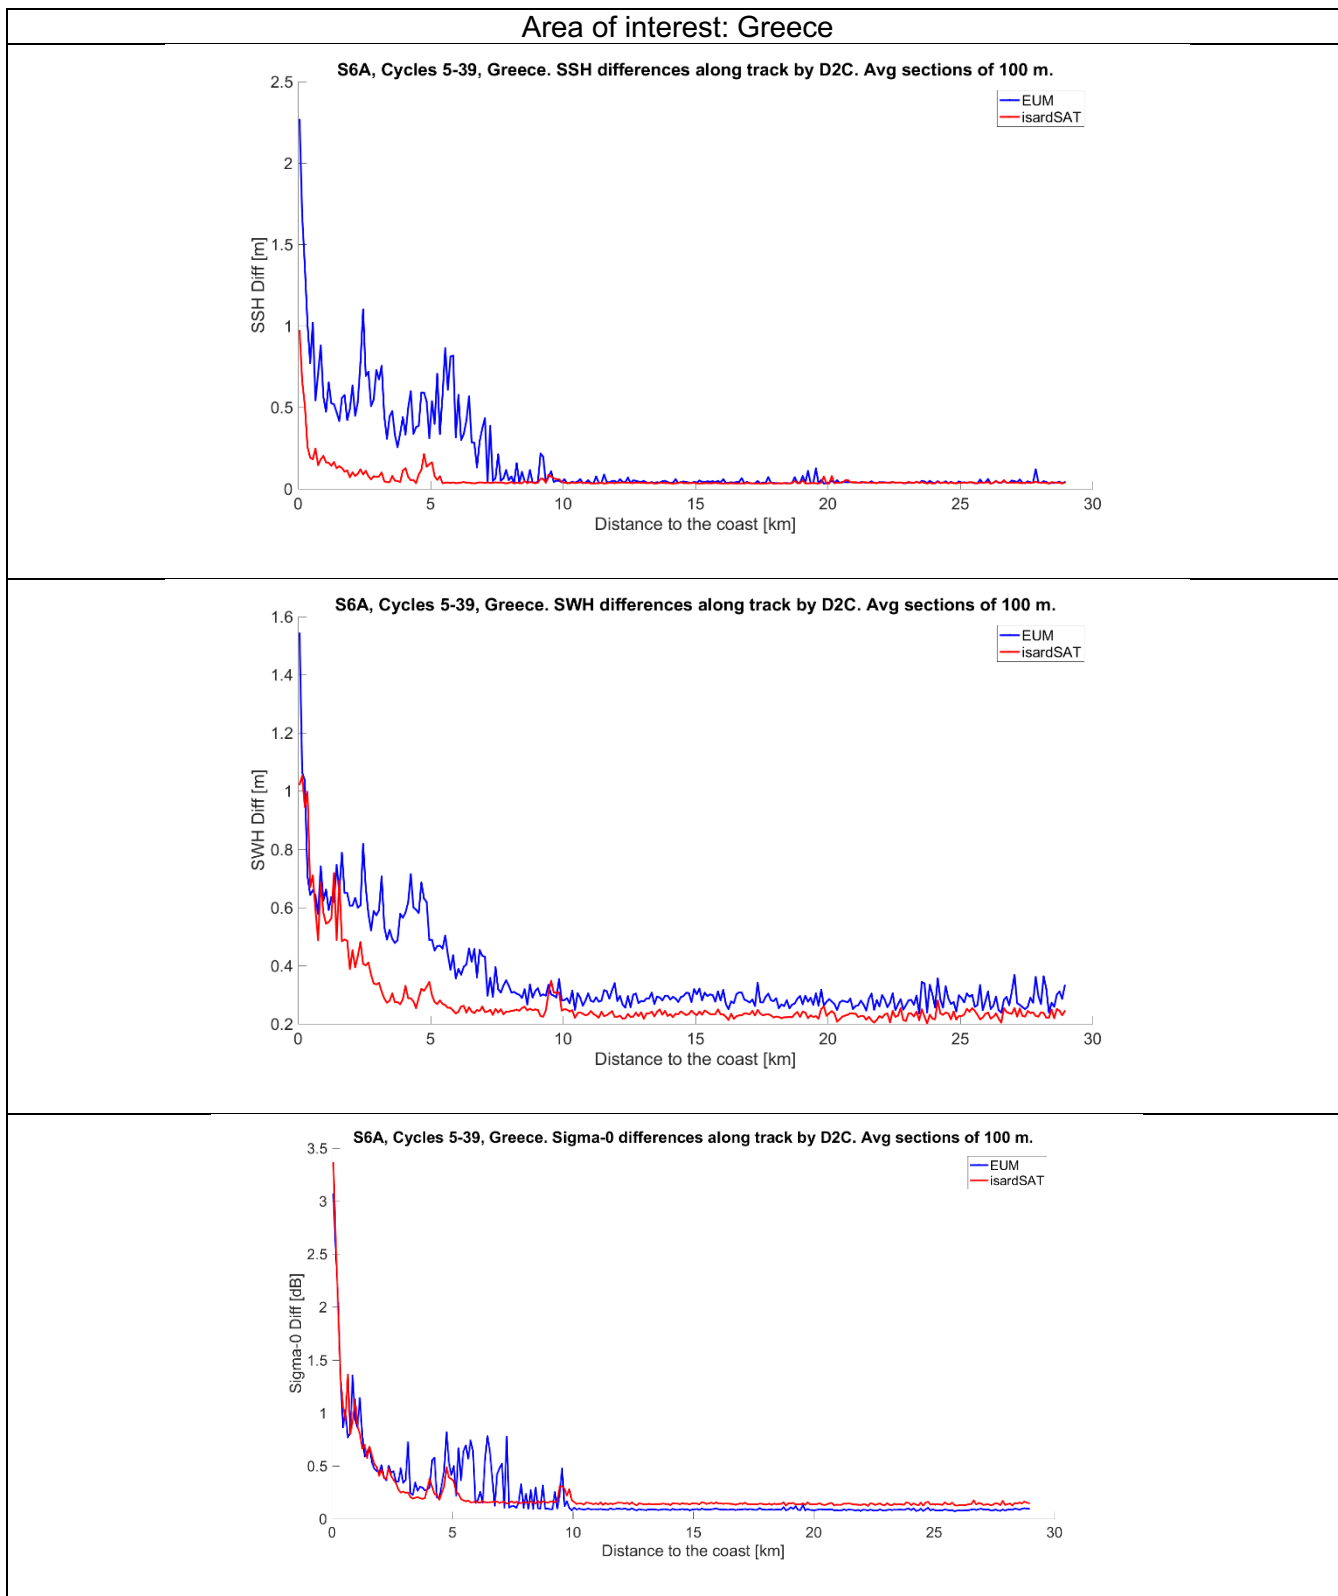 Area of interest: Greece
S6A, Cycles 5-39, Greece. SSH differences along track by D2C. Avg sections of 100 m.
EUM
isardSAT
2.5
2
1.5
1
0.5
0
SSH Diff [m]
0 5 10 15 20 25 30
Distance to the coast [km]
S6A, Cycles 5-39, Greece. SWH differences along track by D2C. Avg sections of 100 m.
EUM
isardSAT
1.6
1.4
1.2
1
0.8
0.6
0.4
0.2
SWH Diff [m]
0 5 10 15 20 25 30
Distance to the coast [km]
S6A, Cycles 5-39, Greece. Sigma-0 differences along track by D2C. Avg sections of 100 m.
EUM
isardSAT
3.5
3
2.5
2
1.5
1
0.5
0
Sigma-0 Diff [dB]
0 5 10 15 20 25 30
Distance to the coast [km]